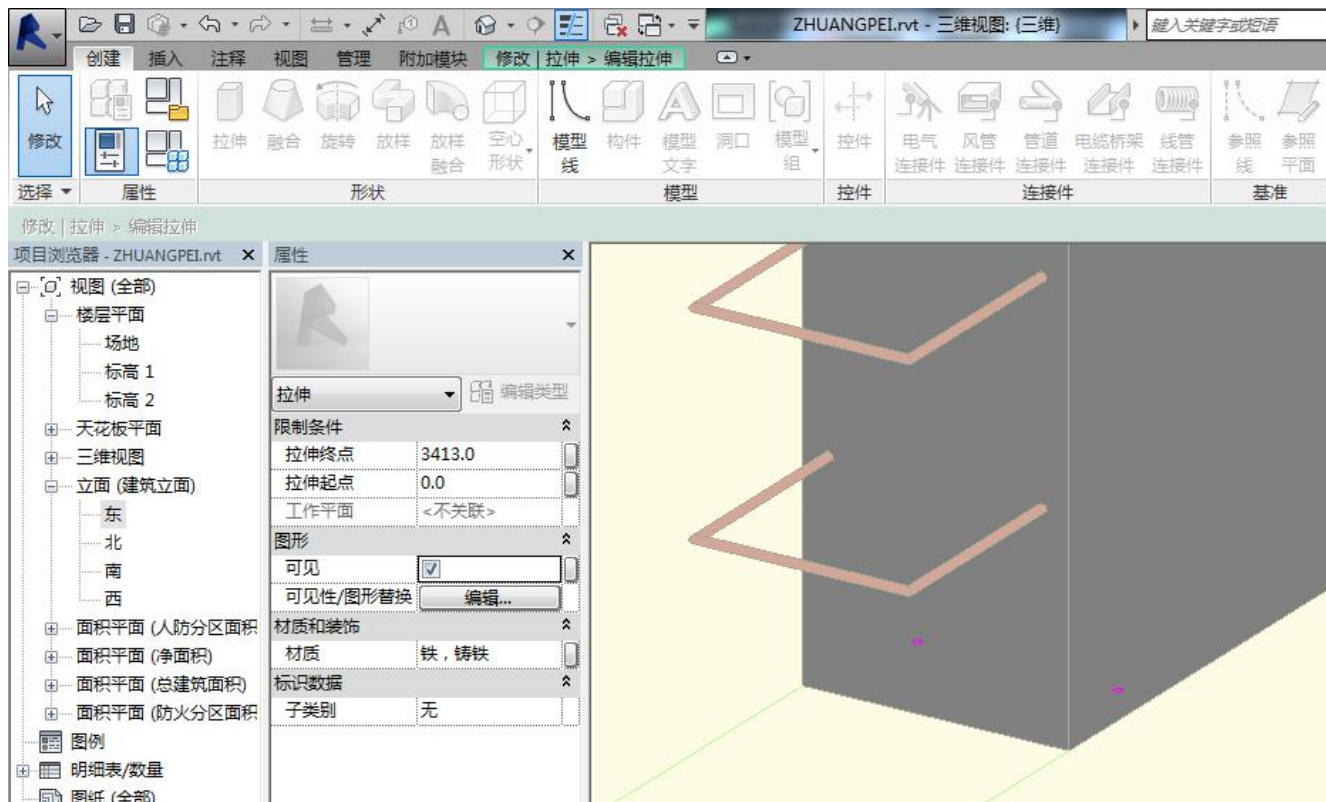 ZHUANGPEI.rvt - 三维视图: {三维} 键入关键字或短语
创建 插入 注释 视图 管理 附加模块 修改 | 拉伸 > 编辑拉伸
修改 拉伸 融合 旋转 放样 放样 融合 空心 形状 模型 线 构件 模型 文字 洞口 模型 组 控件 电气 连接件 风管 连接件 管道 连接件 电缆桥架 连接件 线管 连接件 参照 线 参照 平面
选择 属性 形状 模型 控件 连接件 基准
修改 | 拉伸 > 编辑拉伸
项目浏览器 - ZHUANGPEI.rvt
视图 (全部)
楼层平面
场地
标高 1
标高 2
天花板平面
三维视图
立面 (建筑立面)
东
北
南
西
面积平面 (人防分区面积
面积平面 (净面积)
面积平面 (总建筑面积)
面积平面 (防火分区面积
图例
明细表/数量
图纸 (全部)
属性
拉伸 编辑类型
限制条件
拉伸终点 3413.0
拉伸起点 0.0
工作平面 <不关联>
图形
可见
可见性/图形替换 编辑...
材质和装饰
材质 铁，铸铁
标识数据
子类别 无